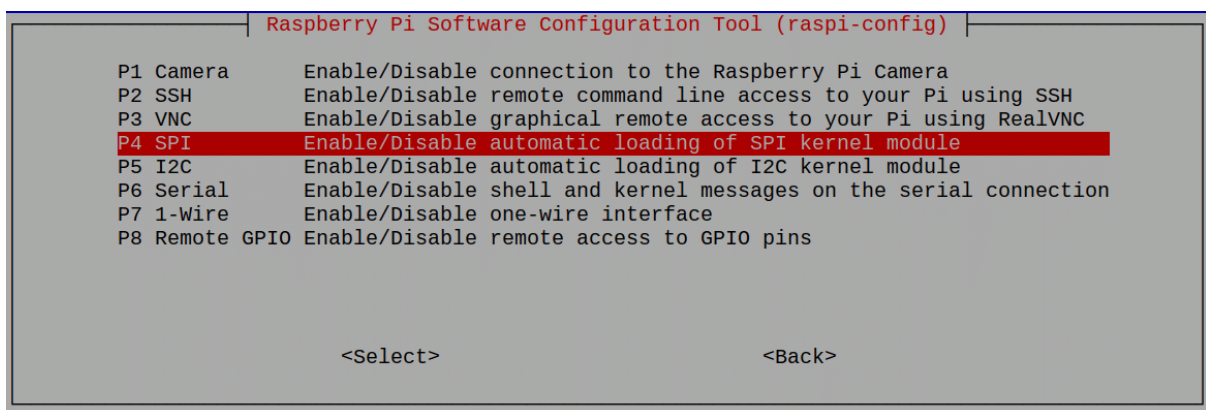 Raspberry Pi Software Configuration Tool (raspi-config)
P1 Camera Enable/Disable connection to the Raspberry Pi Camera
P2 SSH Enable/Disable remote command line access to your Pi using SSH
P3 VNC Enable/Disable graphical remote access to your Pi using RealVNC
P4 SPI Enable/Disable automatic loading of SPI kernel module
P5 I2C Enable/Disable automatic loading of I2C kernel module
P6 Serial Enable/Disable shell and kernel messages on the serial connection
P7 1-Wire Enable/Disable one-wire interface
P8 Remote GPIO Enable/Disable remote access to GPIO pins
<Select> <Back>